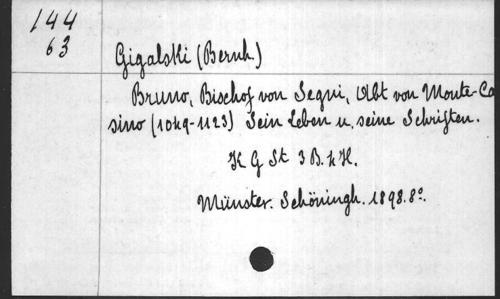 144
63
Gigalski (Bernh.)
Bruno, Bischof von Segni, Abt von Monte-Ca
sino (1049-1123) Sein Leben u. seine Schriften.
K G St 3 B. 4 H.
Münster. Schöningh. 1898. 8°.